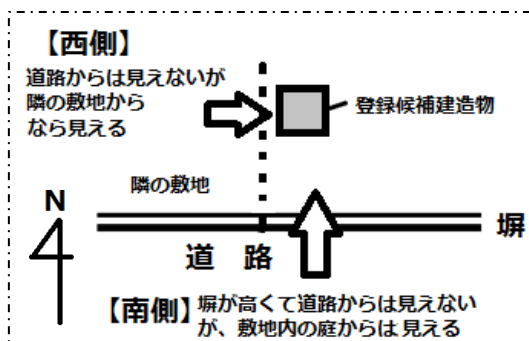 【西側】
道路からは見えないが
隣の敷地から
なら見える
登録候補建造物
隣の敷地
N
塀
道 路
【南側】塀が高くて道路からは見えない
が、敷地内の庭からは見える